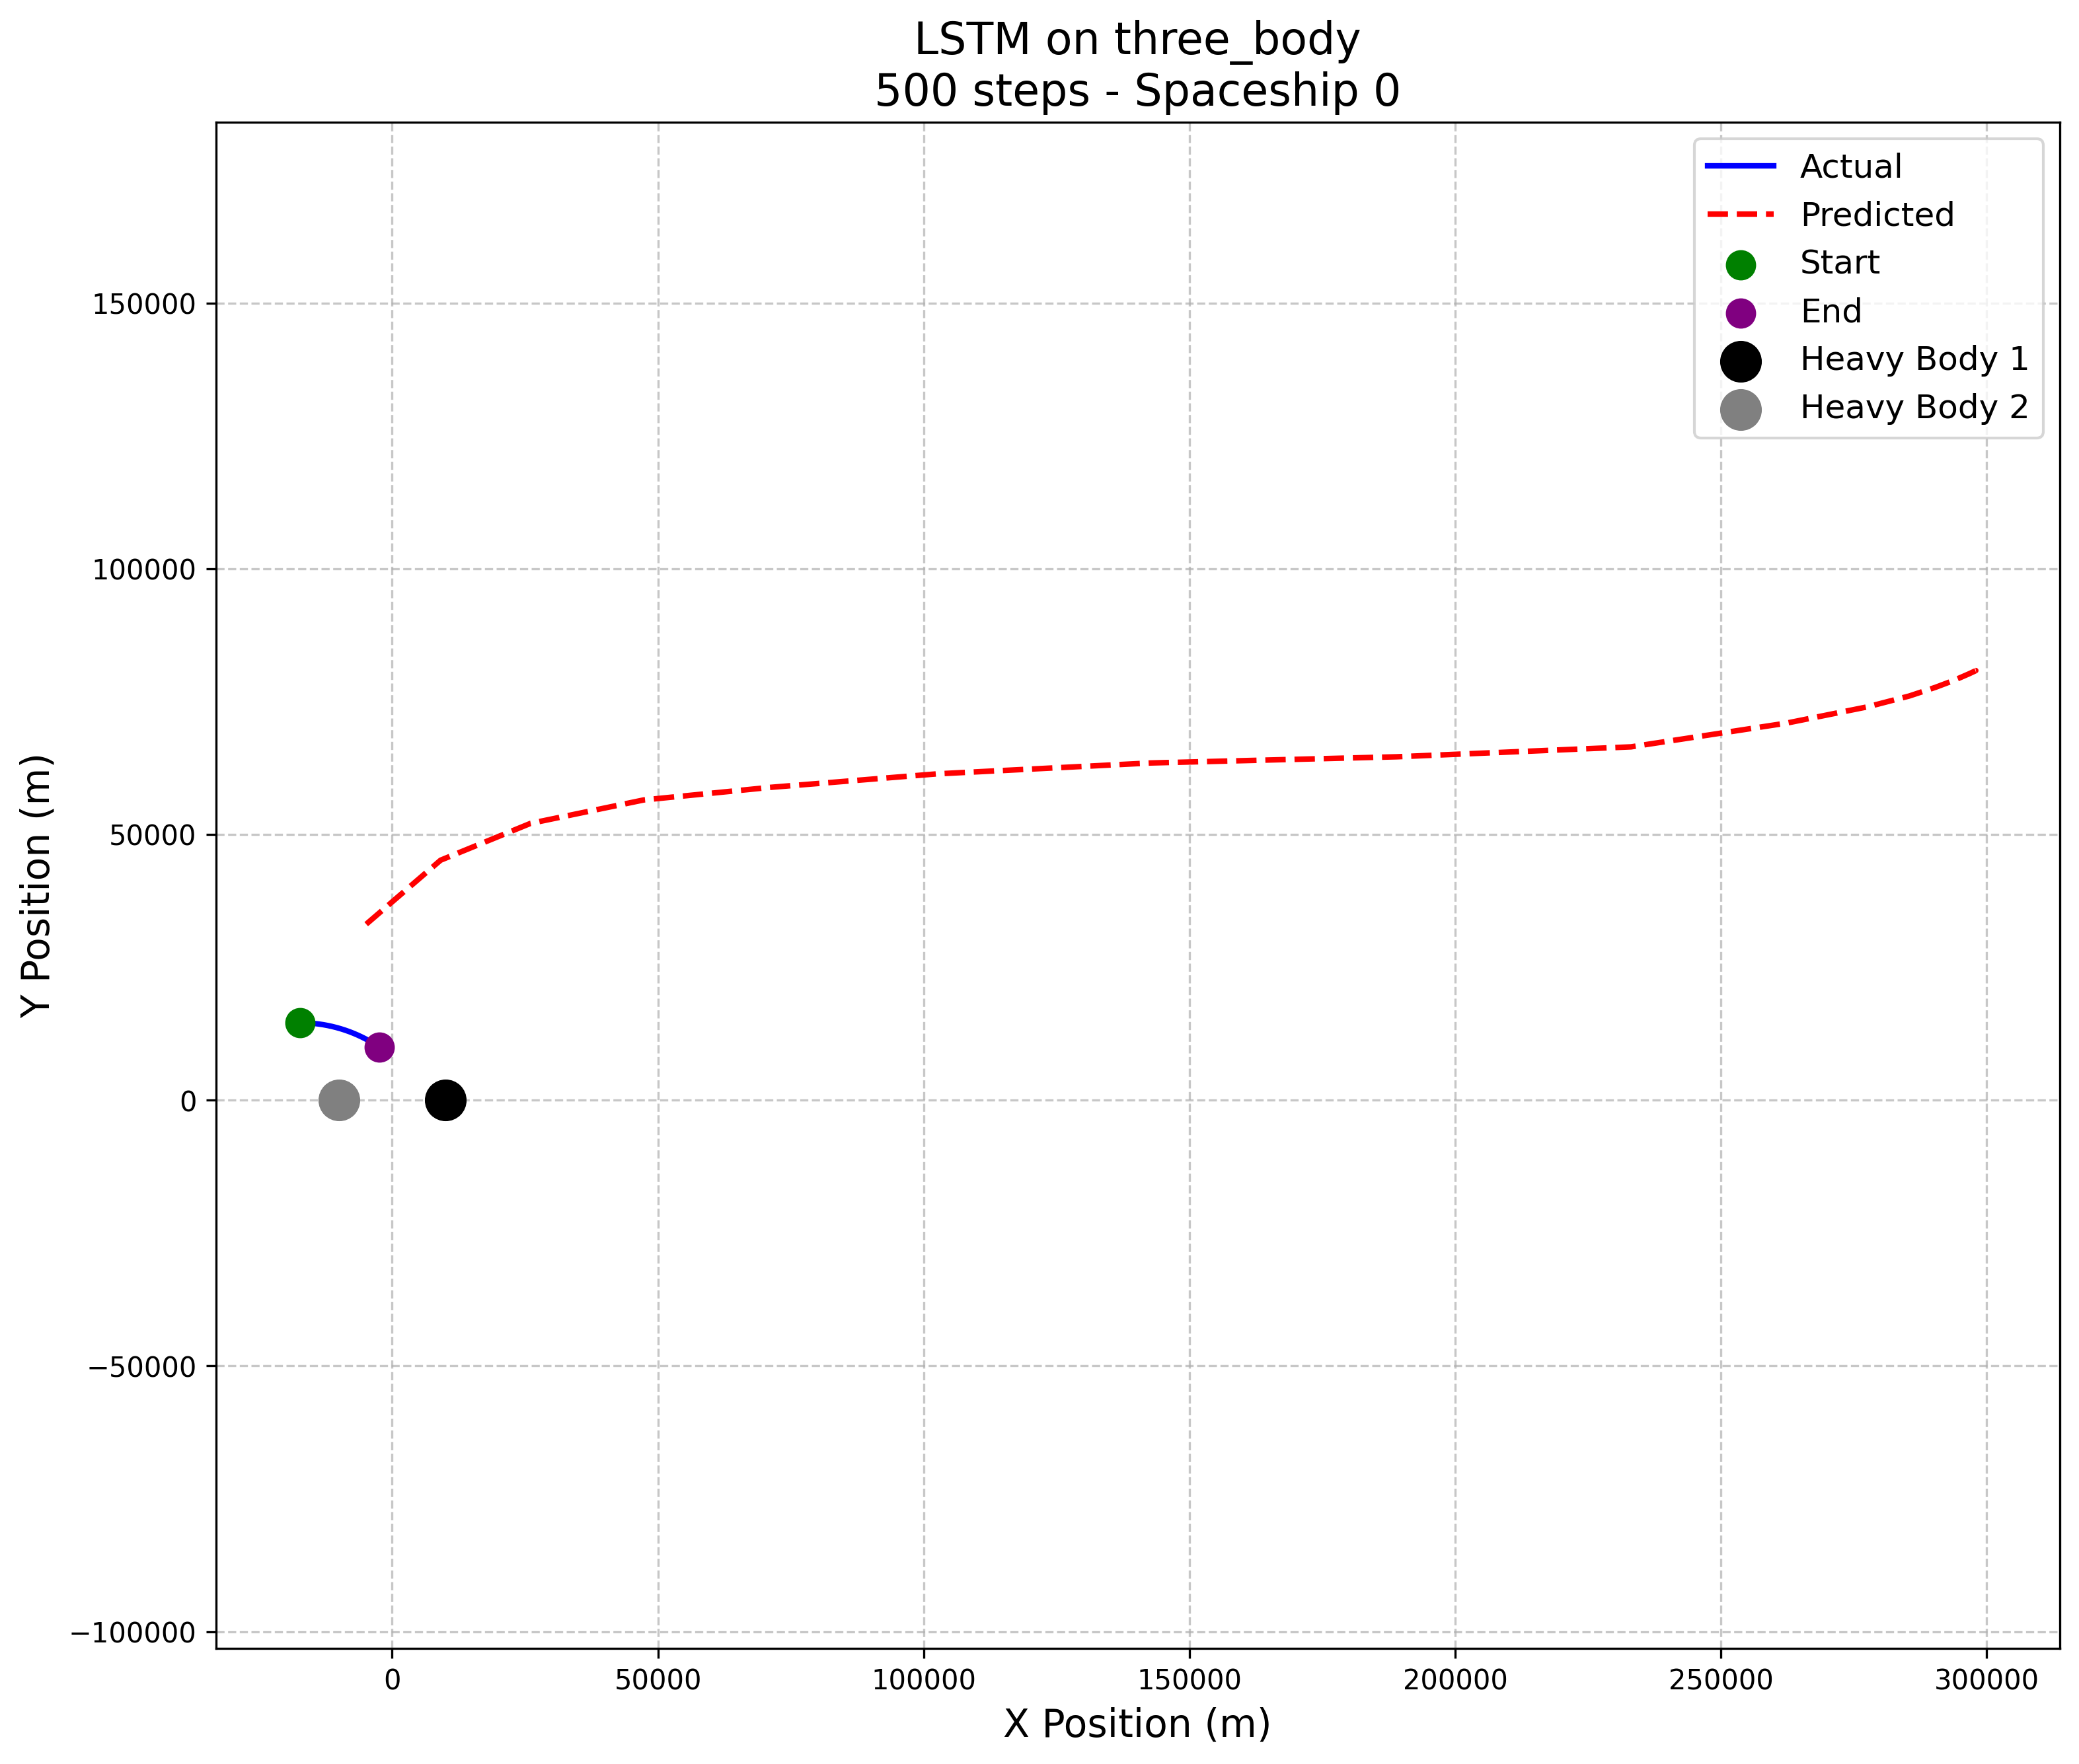 LSTM on three_body
500 steps - Spaceship 0
Actual
Predicted
Start
End
Heavy Body 1
Heavy Body 2
Y Position (m)
150000
100000
50000
0
−50000
−100000
0
50000
100000
150000
200000
250000
300000
X Position (m)